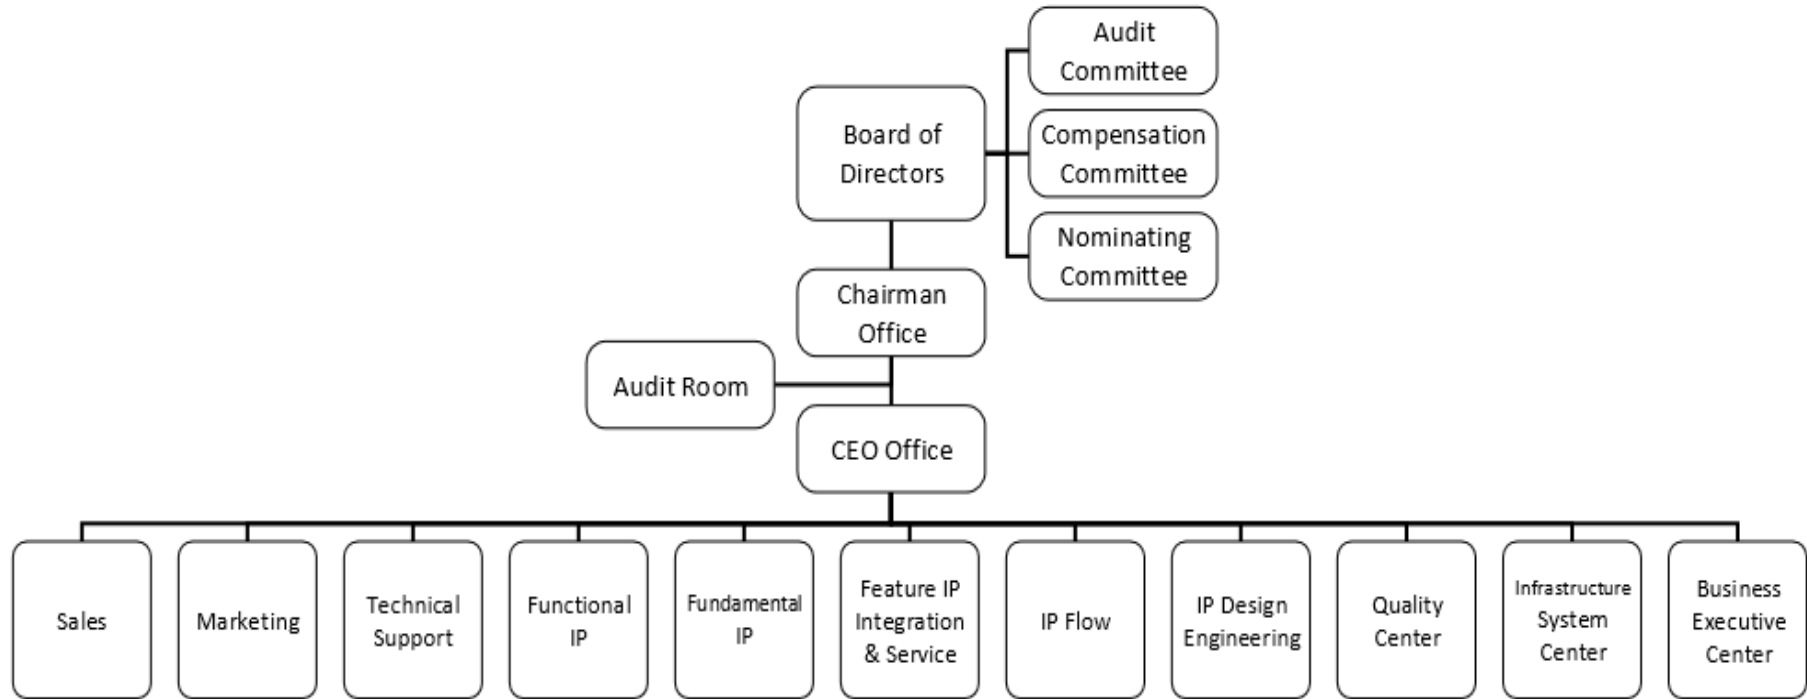 Audit
Committee
Board of
Directors
Compensation
Committee
Nominating
Committee
Chairman
Office
Audit Room
CEO Office
Sales
Marketing
Technical
Support
Functional
IP
Fundamental
IP
Feature IP
Integration
& Service
IP Flow
IP Design
Engineering
Quality
Center
Infrastructure
System
Center
Business
Executive
Center